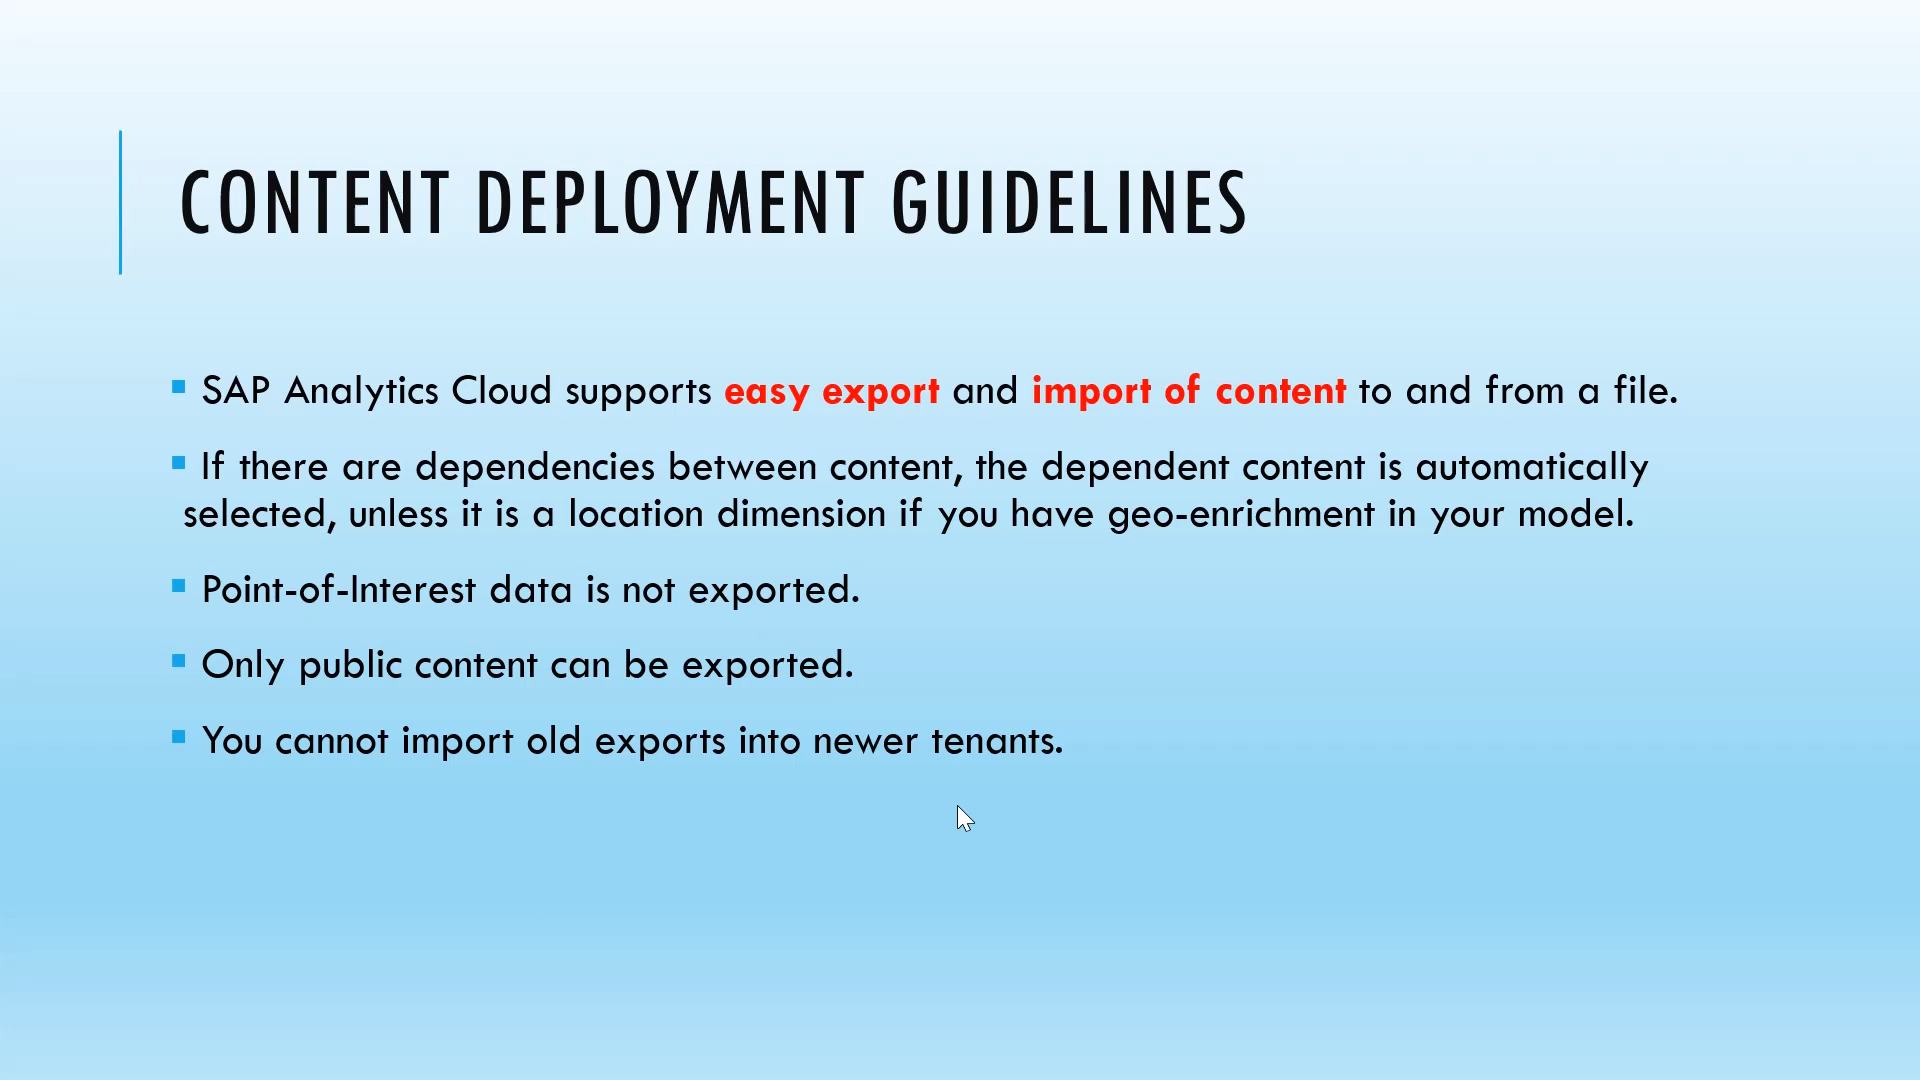 CONTENT DEPLOYMENT GUIDELINES
▪ SAP Analytics Cloud supports easy export and import of content to and from a file.
▪ If there are dependencies between content, the dependent content is automatically
selected, unless it is a location dimension if you have geo-enrichment in your model.
▪ Point-of-Interest data is not exported.
▪ Only public content can be exported.
▪ You cannot import old exports into newer tenants.